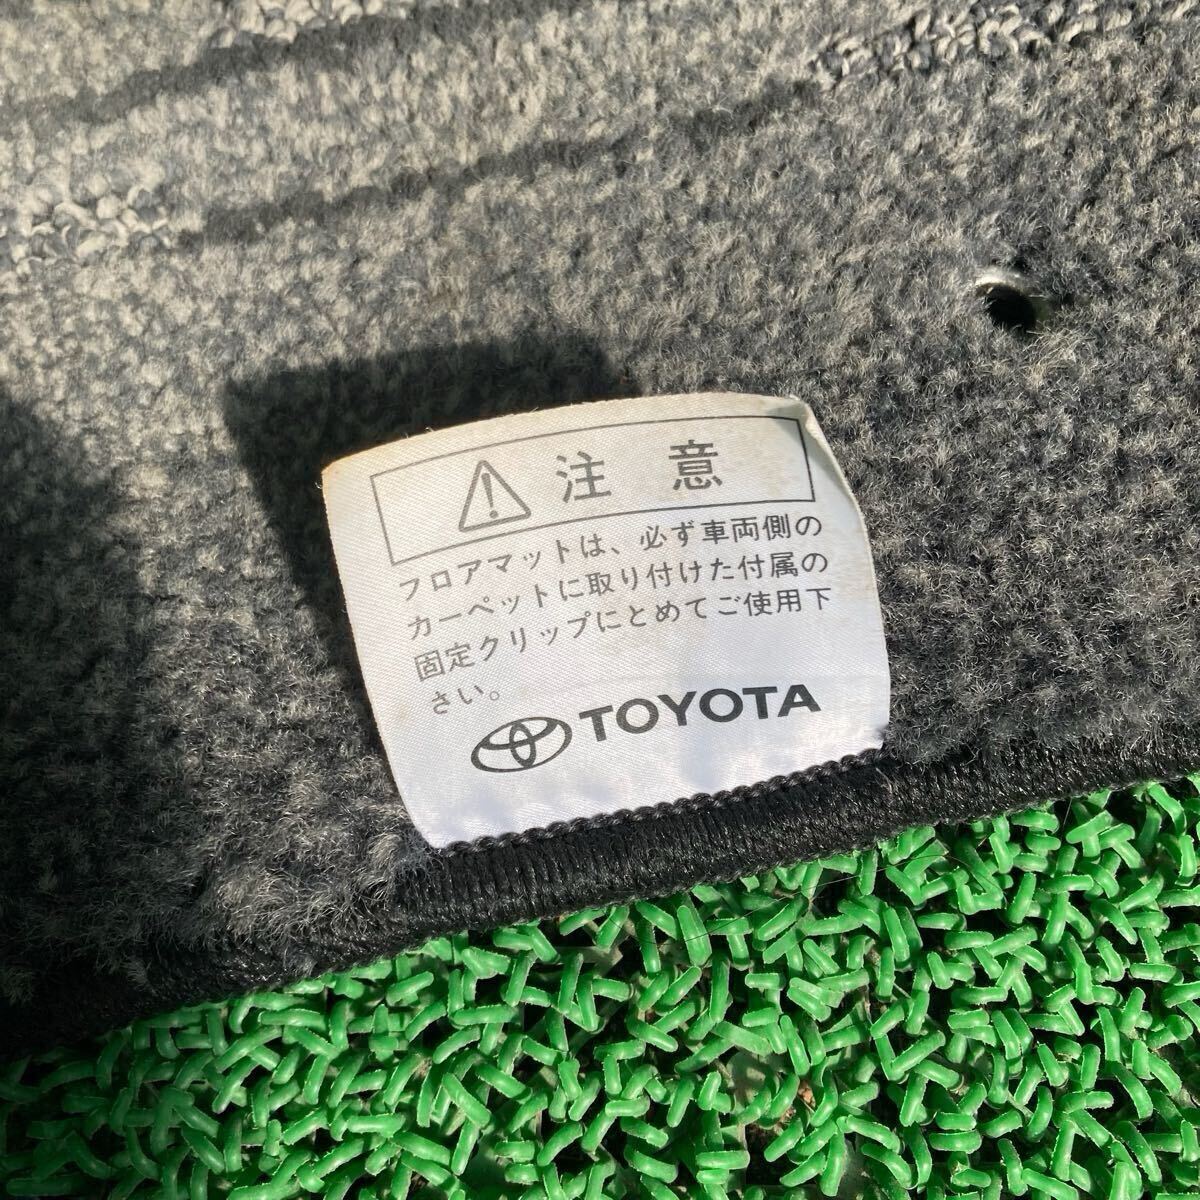 注意
フロアマットは、必ず車両側の
カーペットに取り付けた付属の
固定クリップにとめてご使用下
さい。
TOYOTA